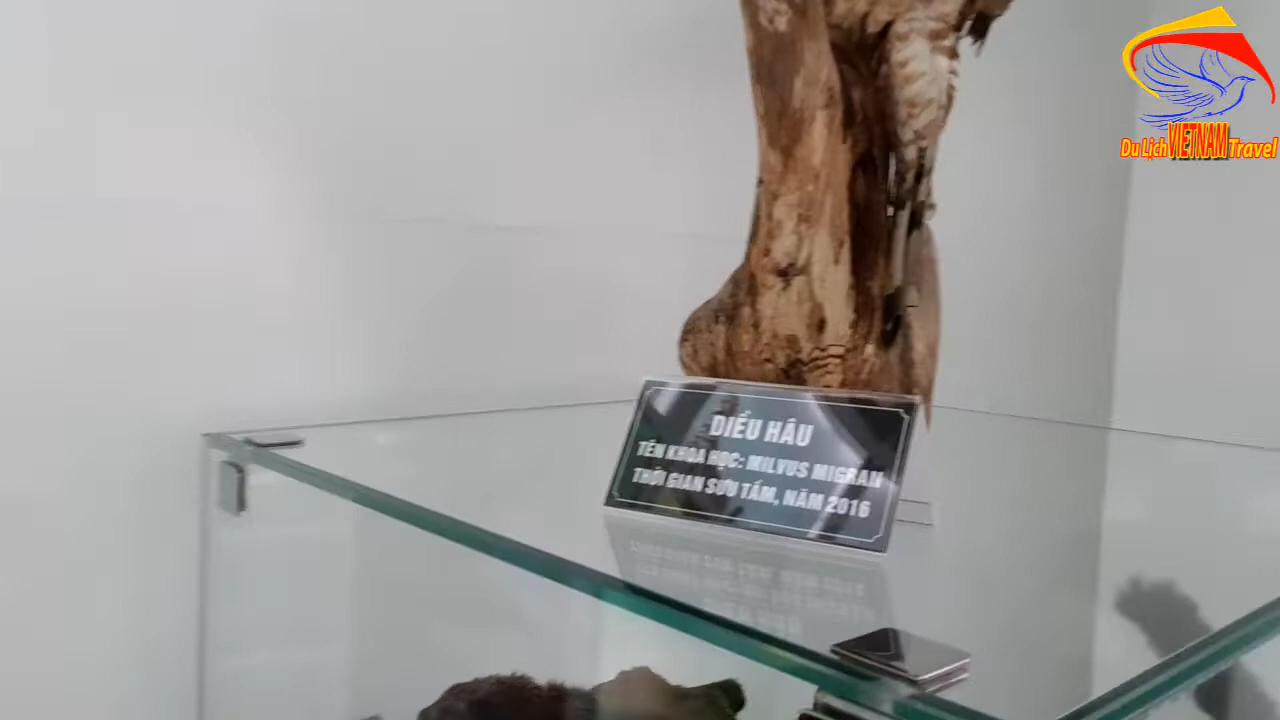 Du Lịch VIETNAM Travel
DIỀU HÂU
TÊN KHOA HỌC: MILVUS MIGRAN
THỜI GIAN SƯU TẦM, NĂM 2016